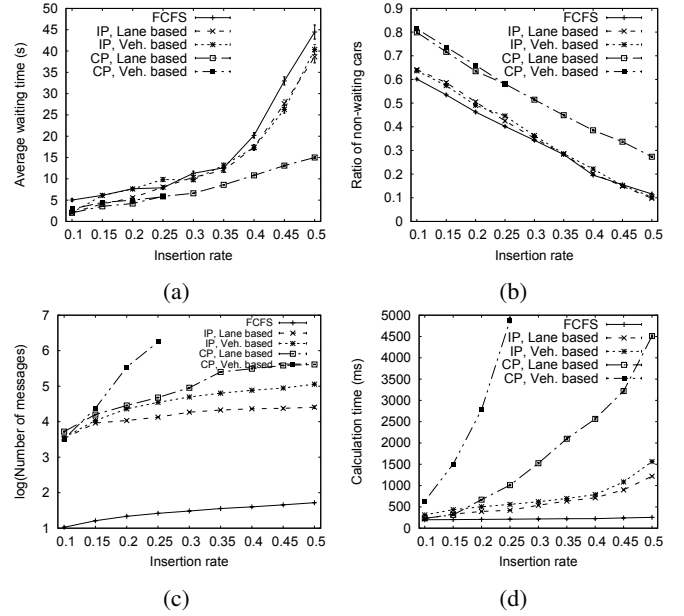 Average waiting time (s)
50
45
40
35
30
25
20
15
10
5
0
FCFS
IP, Lane based
IP, Veh. based
CP, Lane based
CP, Veh. based
0.1 0.15 0.2 0.25 0.3 0.35 0.4 0.45 0.5
Insertion rate
(a)
Ratio of non-waiting cars
0.9
0.8
0.7
0.6
0.5
0.4
0.3
0.2
0.1
0
FCFS
IP, Lane based
IP, Veh. based
CP, Lane based
CP, Veh. based
0.1 0.15 0.2 0.25 0.3 0.35 0.4 0.45 0.5
Insertion rate
(b)
log(Number of messages)
7
6
5
4
3
2
1
FCFS
IP, Lane based
IP, Veh. based
CP, Lane based
CP, Veh. based
0.1 0.15 0.2 0.25 0.3 0.35 0.4 0.45 0.5
Insertion rate
(c)
Calculation time (ms)
5000
4500
4000
3500
3000
2500
2000
1500
1000
500
0
FCFS
IP, Lane based
IP, Veh. based
CP, Lane based
CP, Veh. based
0.1 0.15 0.2 0.25 0.3 0.35 0.4 0.45 0.5
Insertion rate
(d)